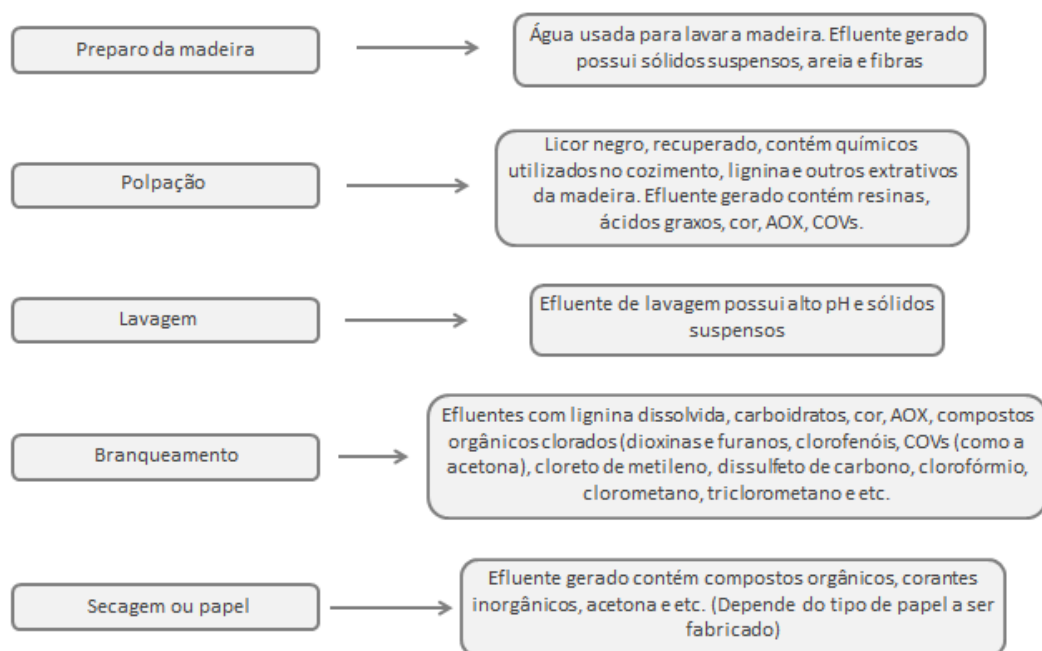 Preparo da madeira
Água usada para lavar a madeira. Efluente gerado
possui sólidos suspensos, areia e fibras
Polpação
Licor negro, recuperado, contém químicos
utilizados no cozimento, lignina e outros extrativos
da madeira. Efluente gerado contém resinas,
ácidos graxos, cor, AOX, COVs.
Lavagem
Efluente de lavagem possui alto pH e sólidos
suspensos
Branqueamento
Efluentes com lignina dissolvida, carboidratos, cor, AOX, compostos
orgânicos clorados (dioxinas e furanos, clorofenóis, COVs (como a
acetona), cloreto de metileno, dissulfeto de carbono, clorofórmio,
clorometano, triclorometano e etc.
Secagem ou papel
Efluente gerado contém compostos orgânicos, corantes
inorgânicos, acetona e etc. (Depende do tipo de papel a ser
fabricado)